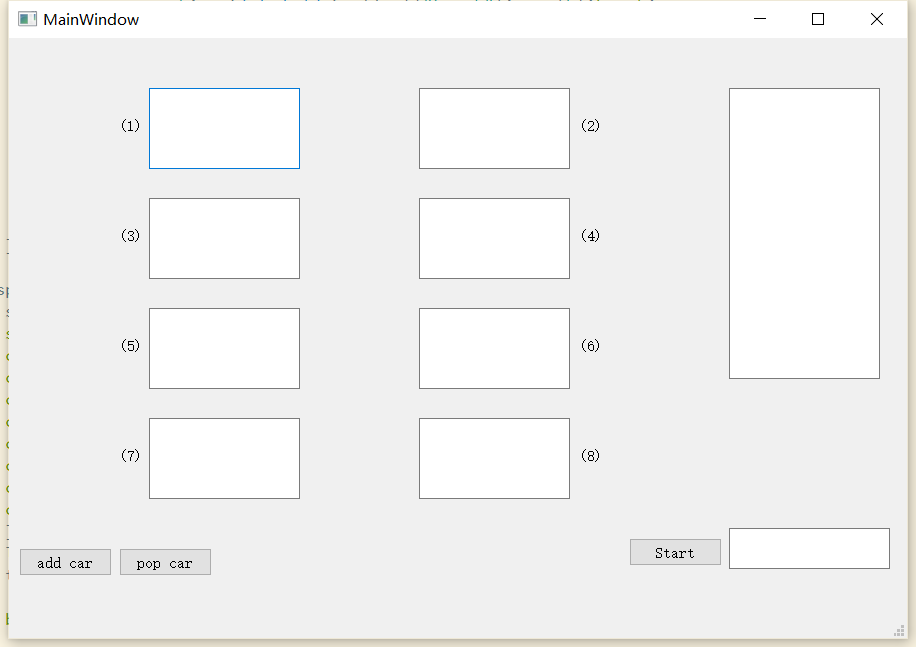 MainWindow
(1)
(2)
(3)
(4)
(5)
(6)
(7)
(8)
Start
add car pop car